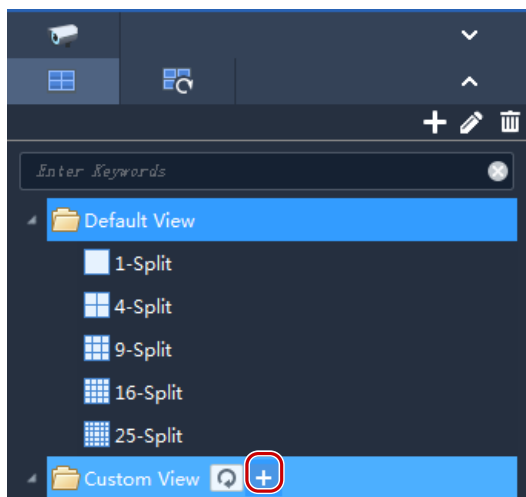 Enter Keywords
Default View
1-Split
4-Split
9-Split
16-Split
25-Split
Custom View